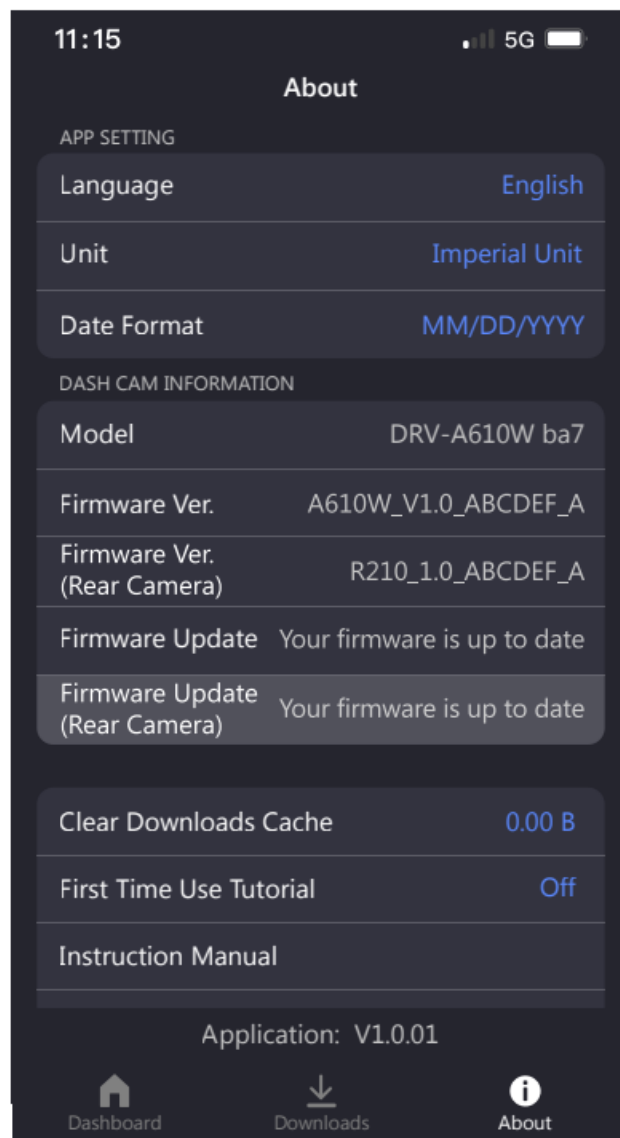 11:15 5G
About
APP SETTING
Language English
Unit Imperial Unit
Date Format MM/DD/YYYY
DASH CAM INFORMATION
Model DRV-A610W ba7
Firmware Ver. A610W_V1.0_ABCDEF_A
Firmware Ver.
(Rear Camera) R210_1.0_ABCDEF_A
Firmware Update Your firmware is up to date
Firmware Update
(Rear Camera) Your firmware is up to date
Clear Downloads Cache 0.00 B
First Time Use Tutorial Off
Instruction Manual
Application: V1.0.01
Dashboard Downloads About